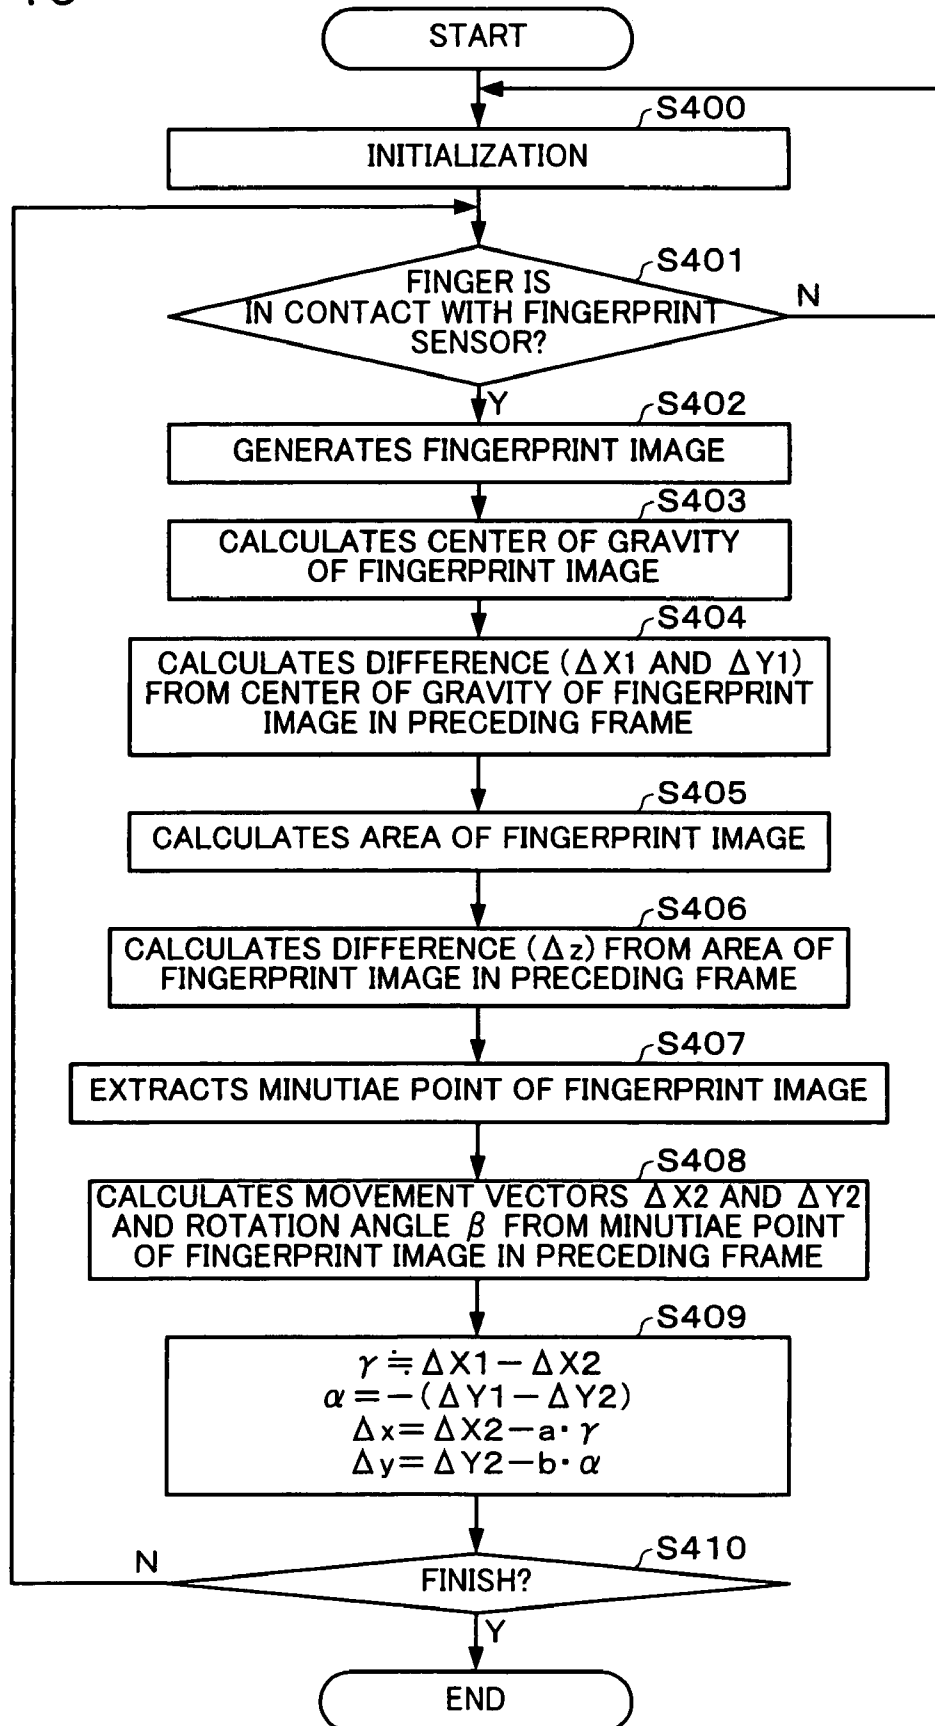 START
S400
INITIALIZATION
S401
FINGER IS
IN CONTACT WITH FINGERPRINT
SENSOR?
N
Y
S402
GENERATES FINGERPRINT IMAGE
S403
CALCULATES CENTER OF GRAVITY
OF FINGERPRINT IMAGE
S404
CALCULATES DIFFERENCE (ΔX1 AND ΔY1)
FROM CENTER OF GRAVITY OF FINGERPRINT
IMAGE IN PRECEDING FRAME
S405
CALCULATES AREA OF FINGERPRINT IMAGE
S406
CALCULATES DIFFERENCE (Δz) FROM AREA OF
FINGERPRINT IMAGE IN PRECEDING FRAME
S407
EXTRACTS MINUTIAE POINT OF FINGERPRINT IMAGE
S408
CALCULATES MOVEMENT VECTORS ΔX2 AND ΔY2
AND ROTATION ANGLE β FROM MINUTIAE POINT
OF FINGERPRINT IMAGE IN PRECEDING FRAME
S409
γ≒ΔX1−ΔX2
α=−(ΔY1−ΔY2)
Δx=ΔX2−a・γ
Δy=ΔY2−b・α
S410
N
FINISH?
Y
END